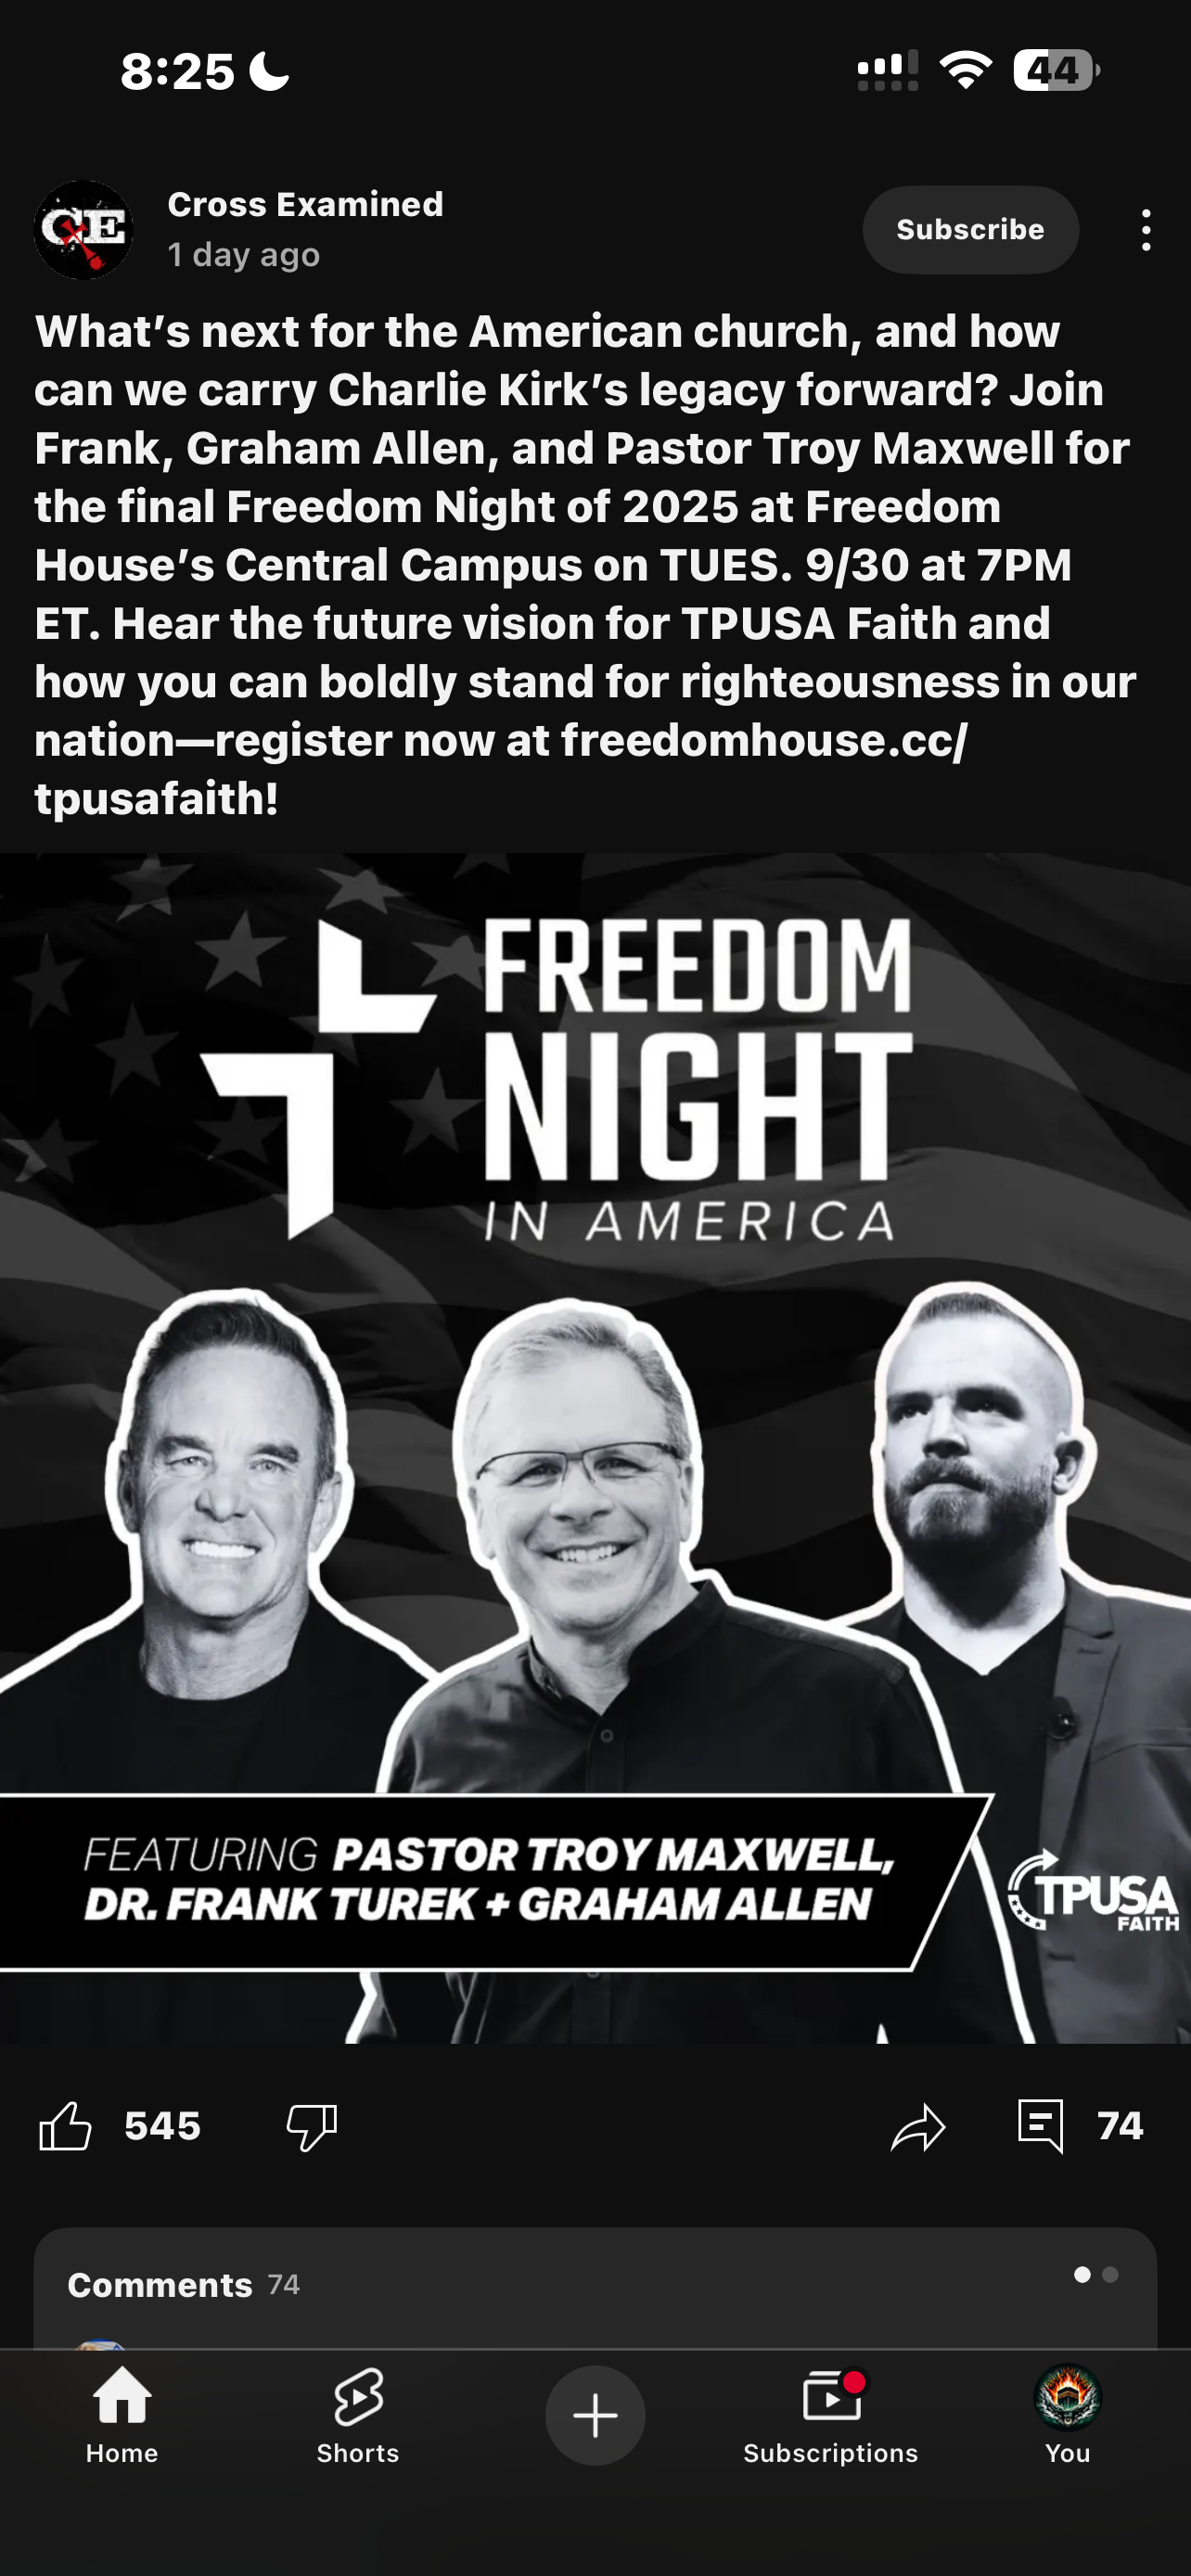 8:25
44
CE
Cross Examined
1 day ago
Subscribe
What’s next for the American church, and how
can we carry Charlie Kirk’s legacy forward? Join
Frank, Graham Allen, and Pastor Troy Maxwell for
the final Freedom Night of 2025 at Freedom
House’s Central Campus on TUES. 9/30 at 7PM
ET. Hear the future vision for TPUSA Faith and
how you can boldly stand for righteousness in our
nation—register now at freedomhouse.cc/
tpusafaith!
FREEDOM
NIGHT
IN AMERICA
FEATURING PASTOR TROY MAXWELL,
DR. FRANK TUREK + GRAHAM ALLEN
TPUSA
FAITH
545
74
Comments 74
Home
Shorts
Subscriptions
You